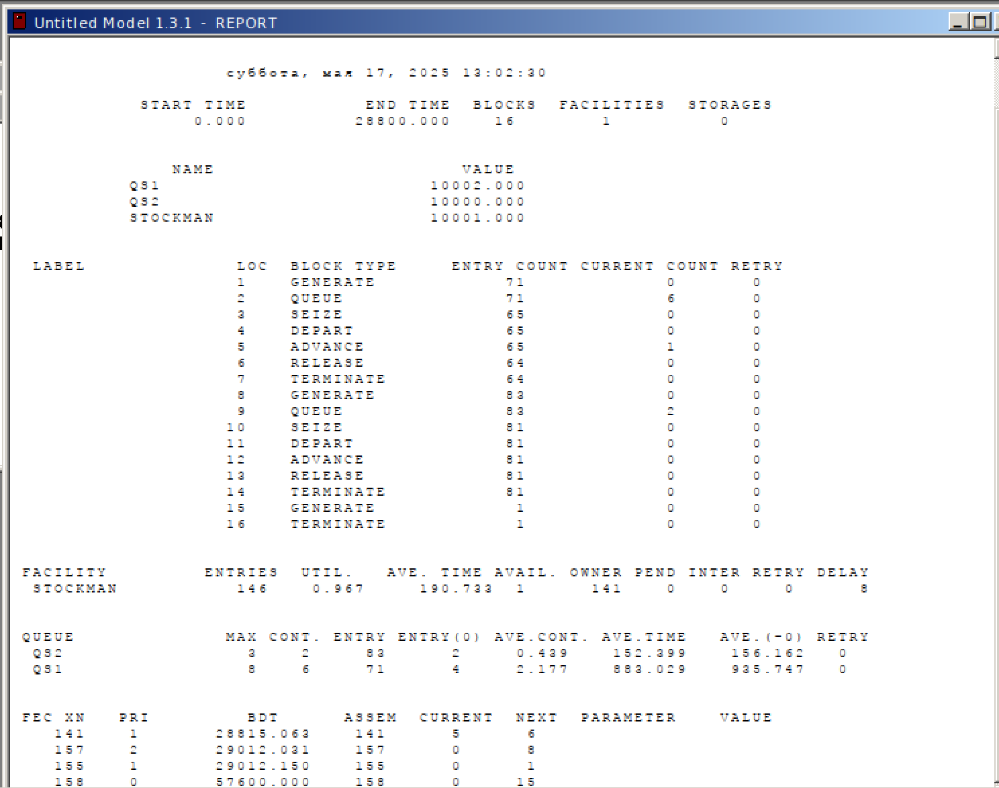 Untitled Model 1.3.1 - REPORT
суббота, мая 17, 2025 13:02:30
START TIME END TIME BLOCKS FACILITIES STORAGES
0.000 28800.000 16 1 0
NAME VALUE
QS1 10002.000
QS2 10000.000
STOCKMAN 10001.000
LABEL LOC BLOCK TYPE ENTRY COUNT CURRENT COUNT RETRY
1 GENERATE 71 0 0
2 QUEUE 71 6 0
3 SEIZE 65 0 0
4 DEPART 65 0 0
5 ADVANCE 65 1 0
6 RELEASE 64 0 0
7 TERMINATE 64 0 0
8 GENERATE 83 0 0
9 QUEUE 83 2 0
10 SEIZE 81 0 0
11 DEPART 81 0 0
12 ADVANCE 81 0 0
13 RELEASE 81 0 0
14 TERMINATE 81 0 0
15 GENERATE 1 0 0
16 TERMINATE 1 0 0
FACILITY ENTRIES UTIL. AVE. TIME AVAIL. OWNER PEND INTER RETRY DELAY
STOCKMAN 146 0.967 190.733 1 141 0 0 0 8
QUEUE MAX CONT. ENTRY ENTRY(0) AVE.CONT. AVE.TIME AVE.(-0) RETRY
QS2 3 2 83 2 0.439 152.399 156.162 0
QS1 8 6 71 4 2.177 883.029 935.747 0
FEC XN PRI BDT ASSEM CURRENT NEXT PARAMETER VALUE
141 1 28815.063 141 5 6
157 2 29012.031 157 0 8
155 1 29012.150 155 0 1
158 0 57600.000 158 0 15